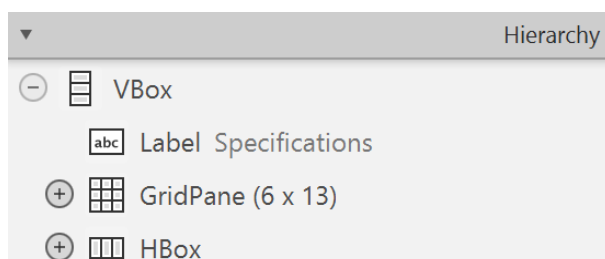 Hierarchy
VBox
abc Label Specifications
GridPane (6 x 13)
HBox